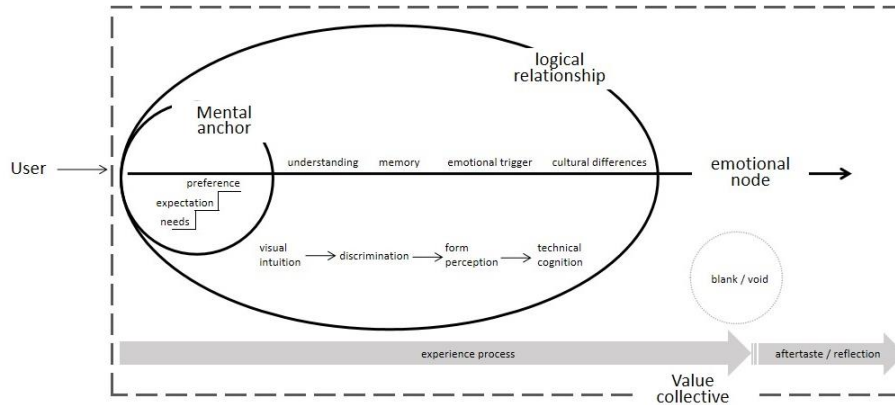 logical
relationship
Mental
anchor
User
understanding memory emotional trigger cultural differences
emotional
node
preference
expectation
needs
visual
intuition
discrimination
form
perception
technical
cognition
blank / void
experience process
aftertaste / reflection
Value
collective